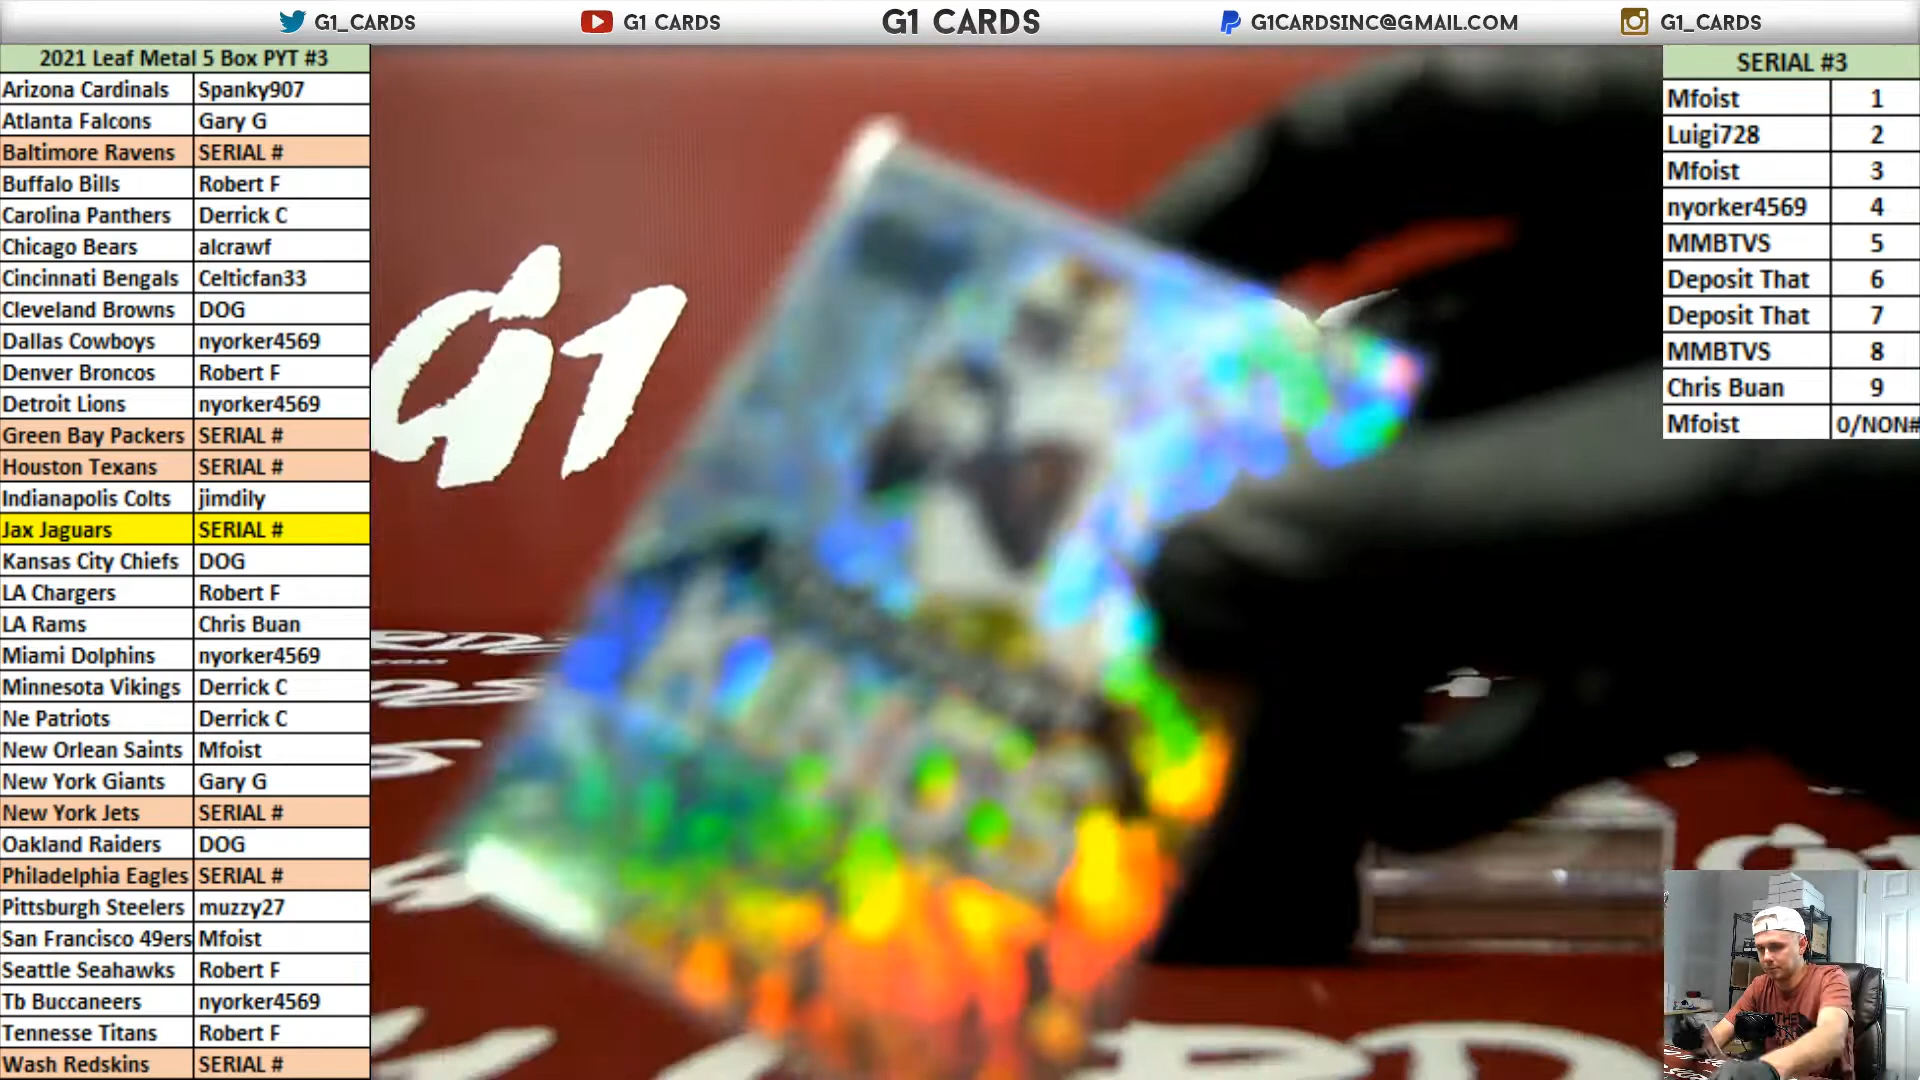 G1_CARDS G1 CARDS G1 CARDS G1CARDSINC@GMAIL.COM G1_CARDS
2021 Leaf Metal 5 Box PYT #3
Arizona Cardinals Spanky907
Atlanta Falcons Gary G
Baltimore Ravens SERIAL #
Buffalo Bills Robert F
Carolina Panthers Derrick C
Chicago Bears alcrawf
Cincinnati Bengals Celticfan33
Cleveland Browns DOG
Dallas Cowboys nyorker4569
Denver Broncos Robert F
Detroit Lions nyorker4569
Green Bay Packers SERIAL #
Houston Texans SERIAL #
Indianapolis Colts jimdily
Jax Jaguars SERIAL #
Kansas City Chiefs DOG
LA Chargers Robert F
LA Rams Chris Buan
Miami Dolphins nyorker4569
Minnesota Vikings Derrick C
Ne Patriots Derrick C
New Orlean Saints Mfoist
New York Giants Gary G
New York Jets SERIAL #
Oakland Raiders DOG
Philadelphia Eagles SERIAL #
Pittsburgh Steelers muzzy27
San Francisco 49ers Mfoist
Seattle Seahawks Robert F
Tb Buccaneers nyorker4569
Tennesse Titans Robert F
Wash Redskins SERIAL #
G1
SERIAL #3
Mfoist 1
Luigi728 2
Mfoist 3
nyorker4569 4
MMBTVS 5
Deposit That 6
Deposit That 7
MMBTVS 8
Chris Buan 9
Mfoist 0/NON#